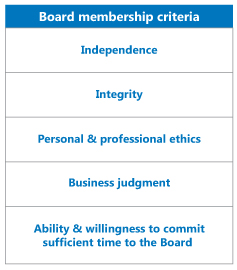 Board membership criteria
Independence
Integrity
Personal & professional ethics
Business judgment
Ability & willingness to commit
sufficient time to the Board